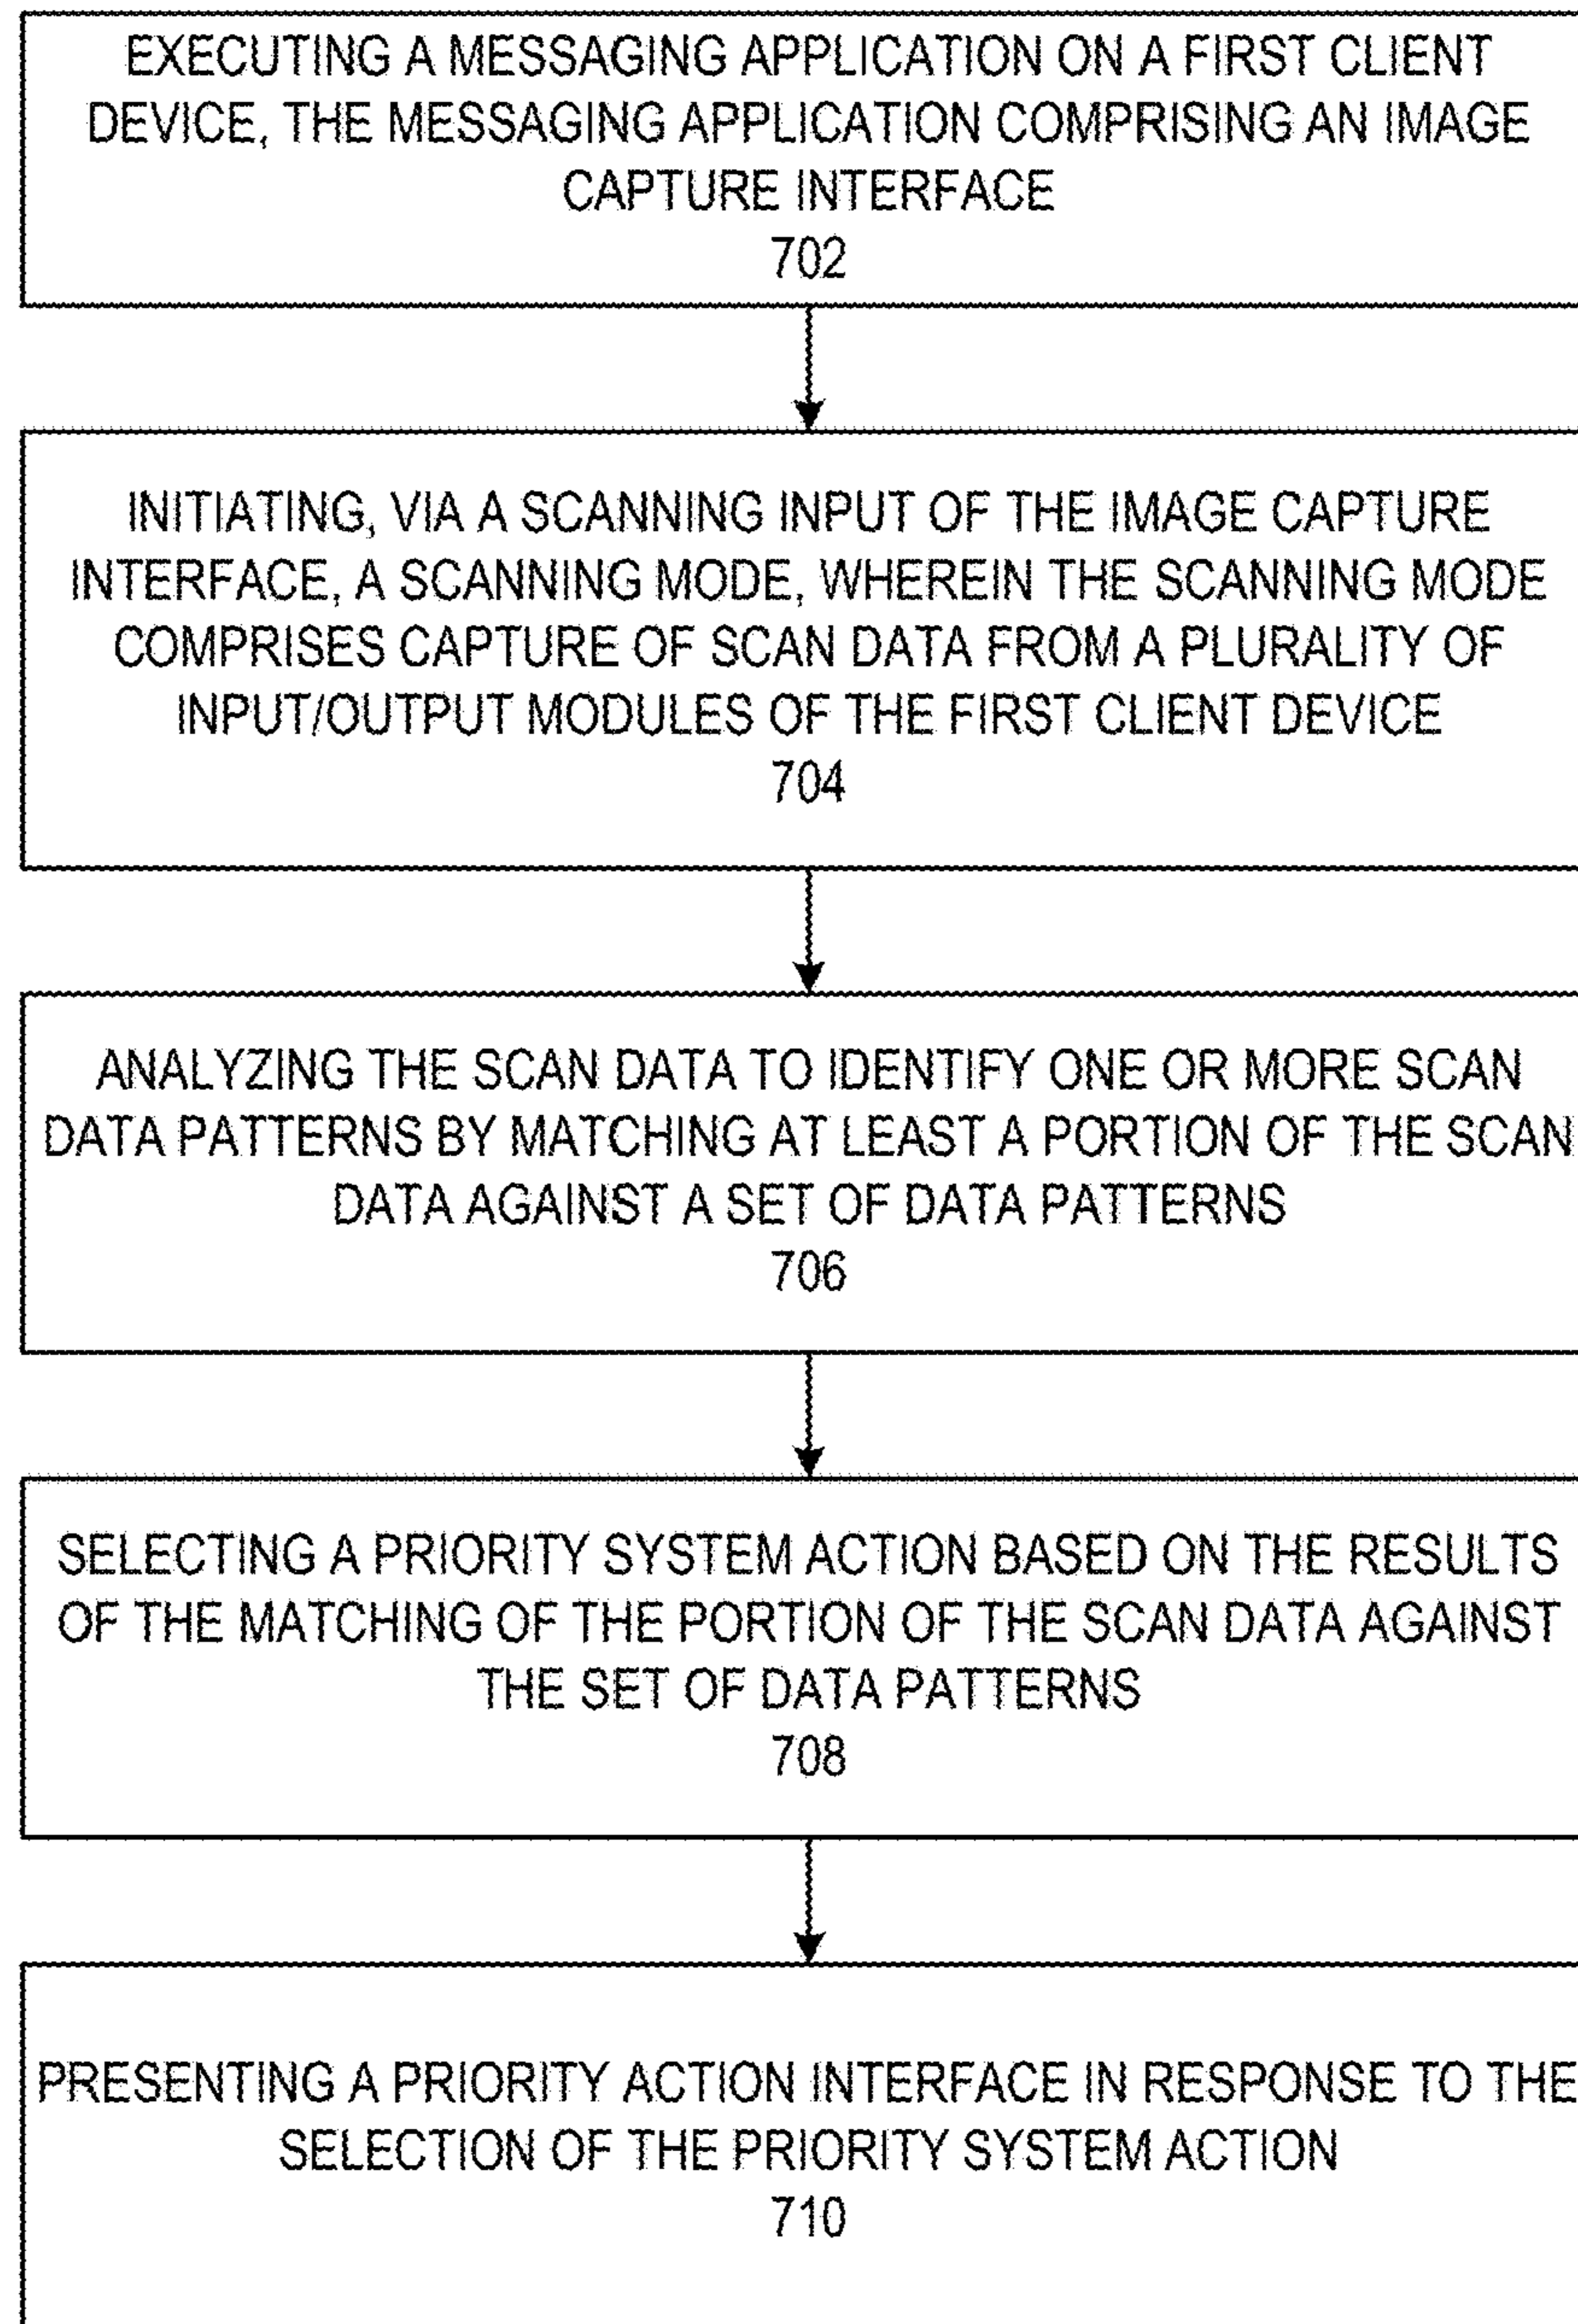 EXECUTING A MESSAGING APPLICATION ON A FIRST CLIENT
DEVICE, THE MESSAGING APPLICATION COMPRISING AN IMAGE
CAPTURE INTERFACE
702
INITIATING, VIA A SCANNING INPUT OF THE IMAGE CAPTURE
INTERFACE, A SCANNING MODE, WHEREIN THE SCANNING MODE
COMPRISES CAPTURE OF SCAN DATA FROM A PLURALITY OF
INPUT/OUTPUT MODULES OF THE FIRST CLIENT DEVICE
704
ANALYZING THE SCAN DATA TO IDENTIFY ONE OR MORE SCAN
DATA PATTERNS BY MATCHING AT LEAST A PORTION OF THE SCAN
DATA AGAINST A SET OF DATA PATTERNS
706
SELECTING A PRIORITY SYSTEM ACTION BASED ON THE RESULTS
OF THE MATCHING OF THE PORTION OF THE SCAN DATA AGAINST
THE SET OF DATA PATTERNS
708
PRESENTING A PRIORITY ACTION INTERFACE IN RESPONSE TO THE
SELECTION OF THE PRIORITY SYSTEM ACTION
710